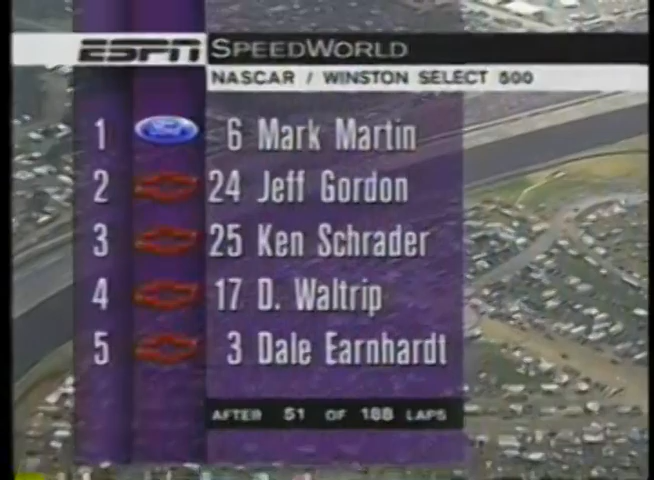 ESPN SPEEDWORLD
NASCAR / WINSTON SELECT 500
1 Ford 6 Mark Martin
2 24 Jeff Gordon
3 25 Ken Schrader
4 17 D. Waltrip
5 3 Dale Earnhardt
AFTER 51 OF 188 LAPS